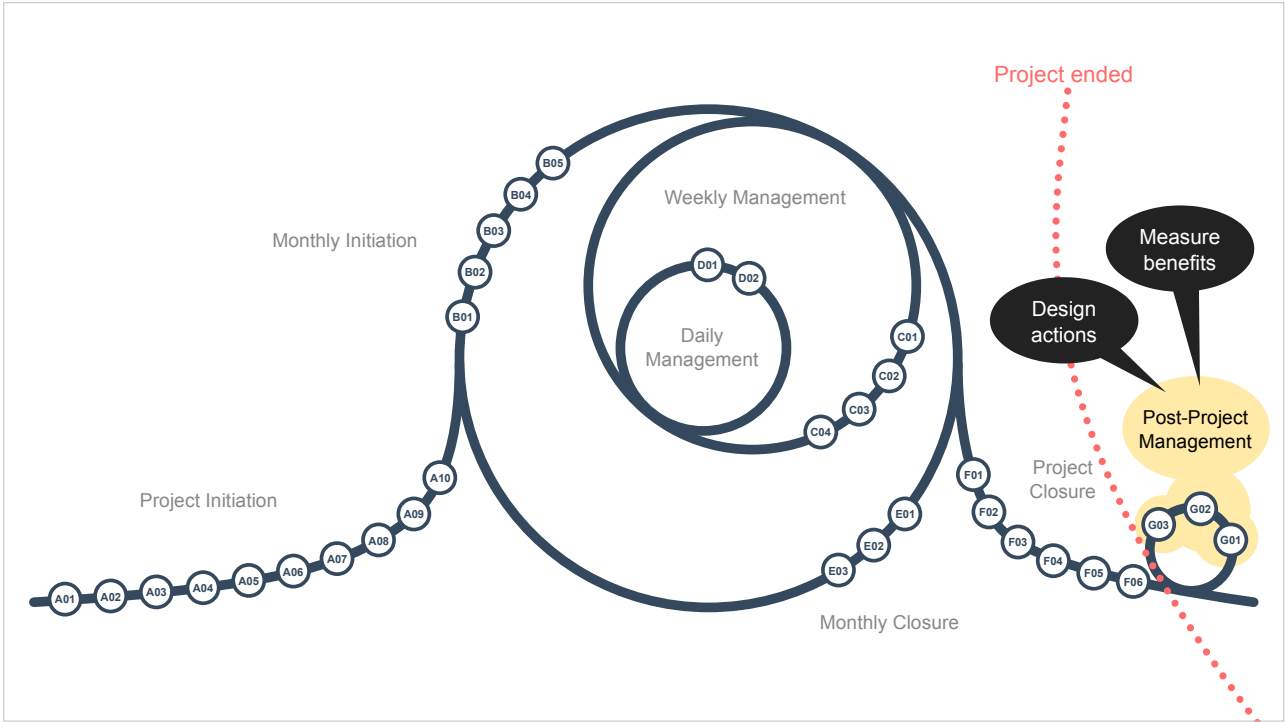 Project ended
Measure
benefits
Design
actions
Post-Project
Management
Project
Closure
Weekly Management
Daily
Management
Monthly Initiation
Project Initiation
Monthly Closure
A01
A02
A03
A04
A05
A06
A07
A08
A09
A10
B01
B02
B03
B04
B05
D01
D02
C01
C02
C03
C04
E01
E02
E03
F01
F02
F03
F04
F05
F06
G03
G02
G01